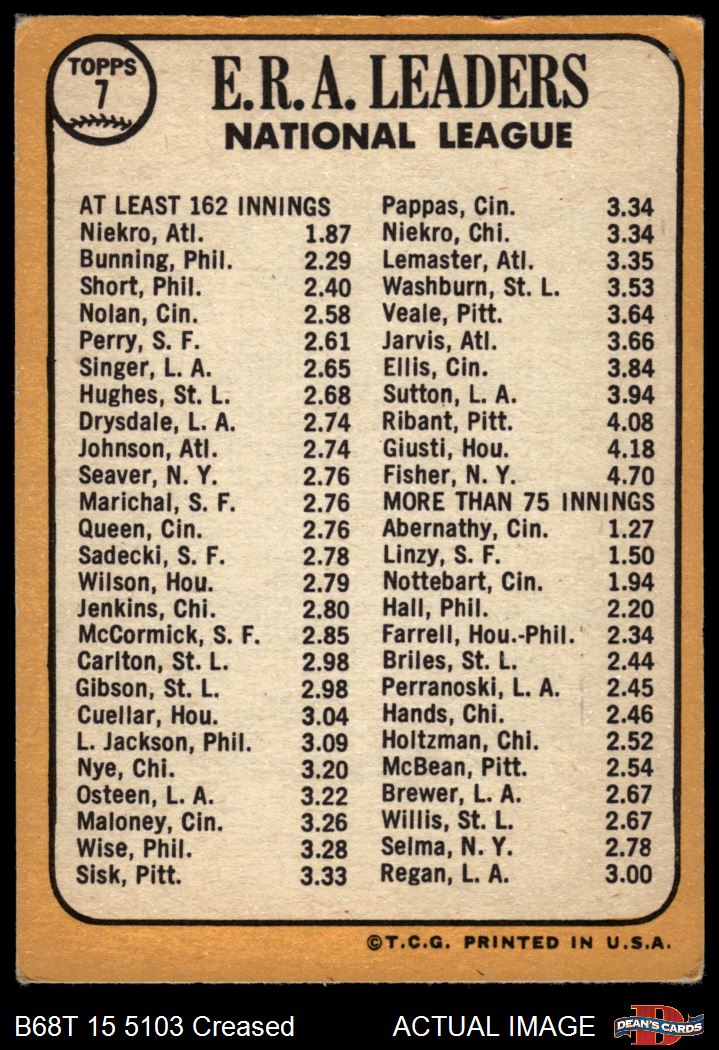 TOPPS
7
E.R.A. LEADERS
NATIONAL LEAGUE
AT LEAST 162 INNINGS
Niekro, Atl. 1.87
Bunning, Phil. 2.29
Short, Phil. 2.40
Nolan, Cin. 2.58
Perry, S. F. 2.61
Singer, L. A. 2.65
Hughes, St. L. 2.68
Drysdale, L. A. 2.74
Johnson, Atl. 2.74
Seaver, N. Y. 2.76
Marichal, S. F. 2.76
Queen, Cin. 2.76
Sadecki, S. F. 2.78
Wilson, Hou. 2.79
Jenkins, Chi. 2.80
McCormick, S. F. 2.85
Carlton, St. L. 2.98
Gibson, St. L. 2.98
Cuellar, Hou. 3.04
L. Jackson, Phil. 3.09
Nye, Chi. 3.20
Osteen, L. A. 3.22
Maloney, Cin. 3.26
Wise, Phil. 3.28
Sisk, Pitt. 3.33
Pappas, Cin. 3.34
Niekro, Chi. 3.34
Lemaster, Atl. 3.35
Washburn, St. L. 3.53
Veale, Pitt. 3.64
Jarvis, Atl. 3.66
Ellis, Cin. 3.84
Sutton, L. A. 3.94
Ribant, Pitt. 4.08
Giusti, Hou. 4.18
Fisher, N. Y. 4.70
MORE THAN 75 INNINGS
Abernathy, Cin. 1.27
Linzy, S. F. 1.50
Nottebart, Cin. 1.94
Hall, Phil. 2.20
Farrell, Hou.-Phil. 2.34
Briles, St. L. 2.44
Perranoski, L. A. 2.45
Hands, Chi. 2.46
Holtzman, Chi. 2.52
McBean, Pitt. 2.54
Brewer, L. A. 2.67
Willis, St. L. 2.67
Selma, N. Y. 2.78
Regan, L. A. 3.00
©T.C.G. PRINTED IN U.S.A.
B68T 15 5103 Creased
ACTUAL IMAGE
DEAN'S CARDS